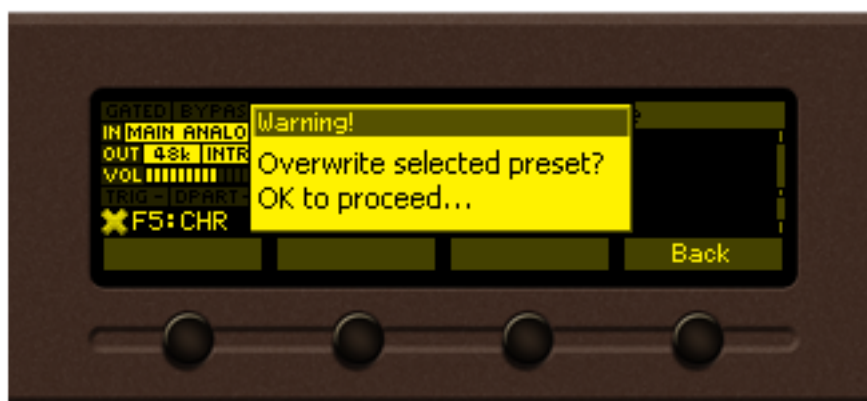 GATED BYPAS
IN MAIN ANALO
OUT 48k INTR
VOL
TRIG - DPART -
F5: CHR
Warning!
Overwrite selected preset?
OK to proceed...
Back